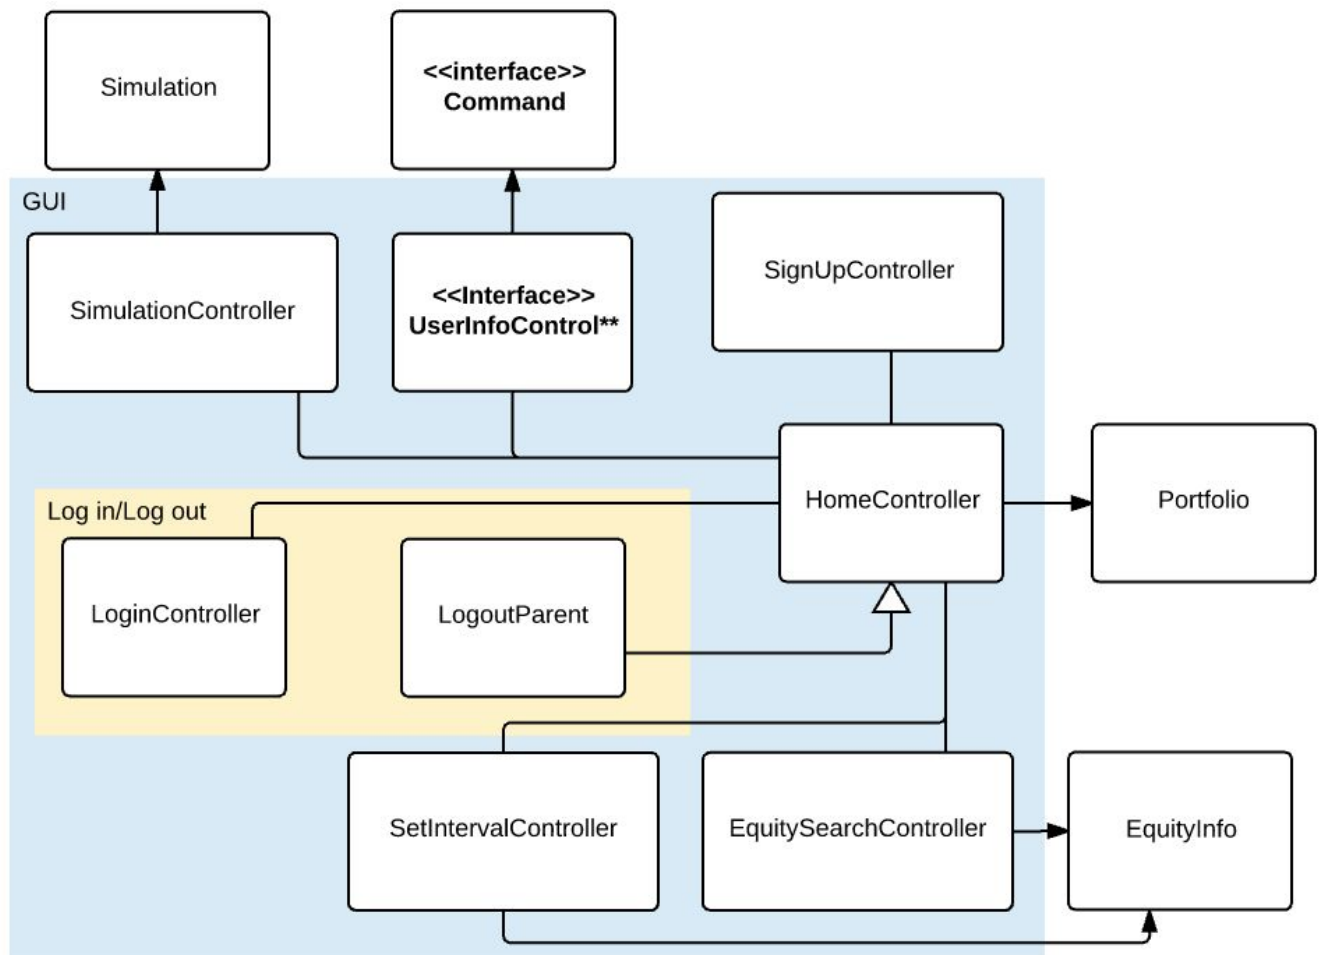 Simulation
<<interface>>
Command
GUI
SimulationController
<<Interface>>
UserInfoControl**
SignUpController
HomeController
Portfolio
Log in/Log out
LoginController
LogoutParent
SetIntervalController
EquitySearchController
EquityInfo